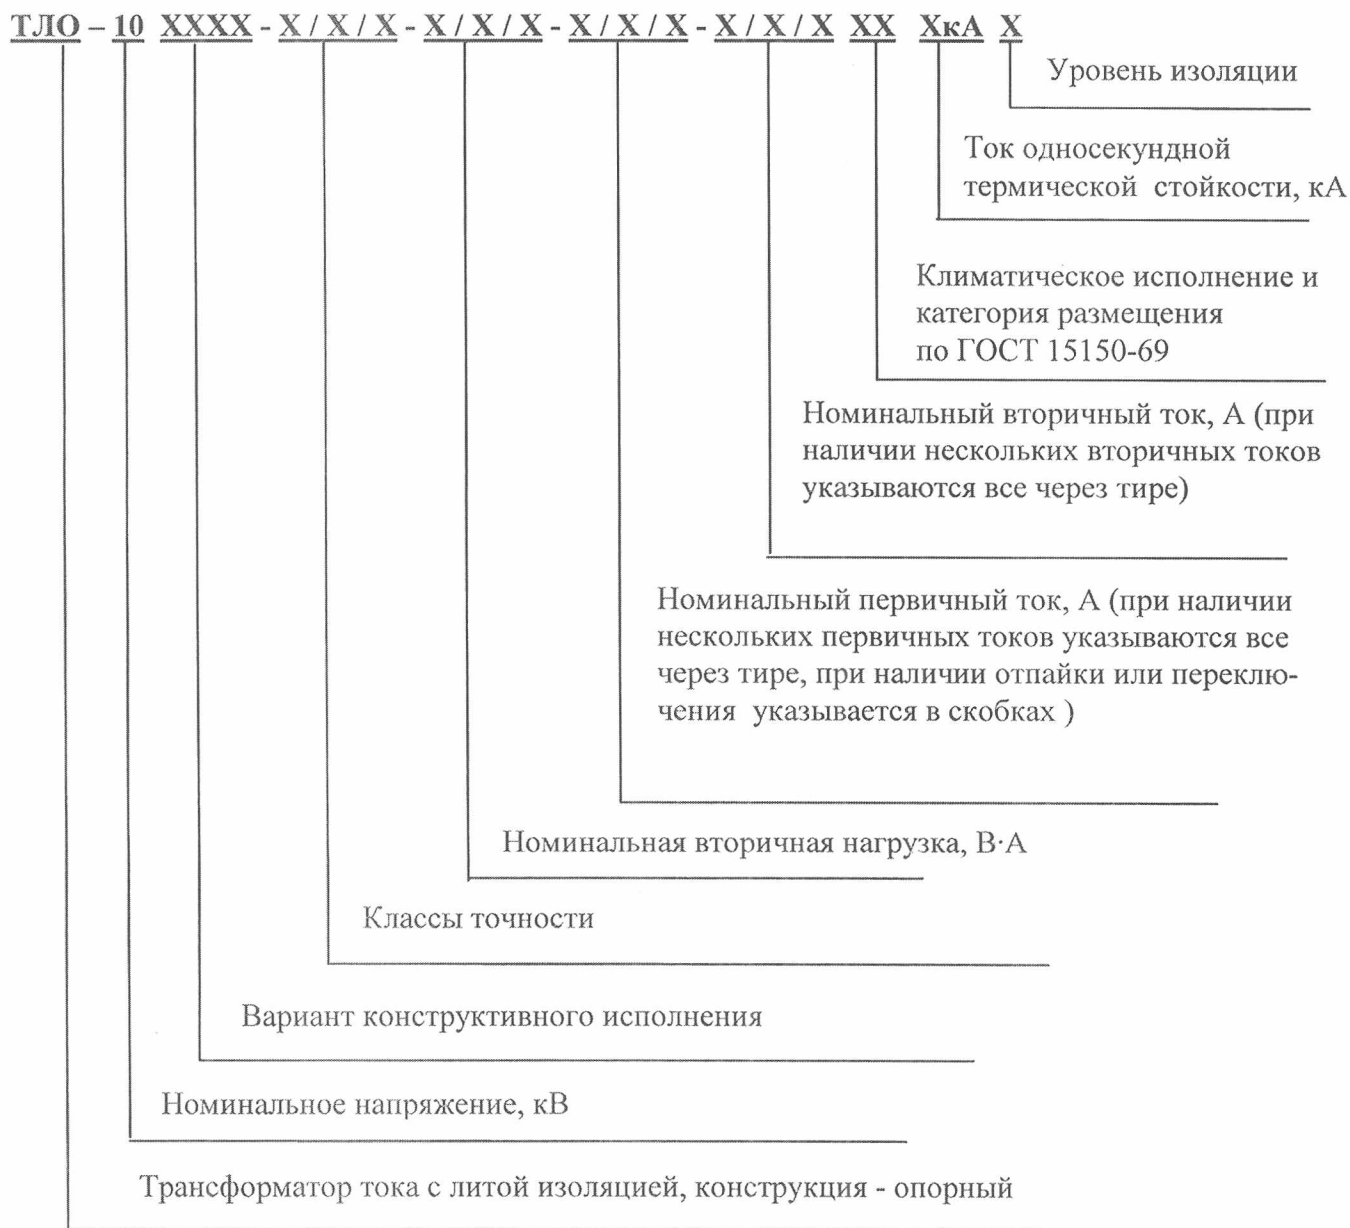 ТЛО – 10 ХХХХ - Х / Х / Х - Х / Х / Х - Х / Х / Х - Х / Х / Х ХХ ХкА Х
Уровень изоляции
Ток односекундной
термической стойкости, кА
Климатическое исполнение и
категория размещения
по ГОСТ 15150-69
Номинальный вторичный ток, А (при
наличии нескольких вторичных токов
указываются все через тире)
Номинальный первичный ток, А (при наличии
нескольких первичных токов указываются все
через тире, при наличии отпайки или переклю-
чения указывается в скобках )
Номинальная вторичная нагрузка, В·А
Классы точности
Вариант конструктивного исполнения
Номинальное напряжение, кВ
Трансформатор тока с литой изоляцией, конструкция - опорный